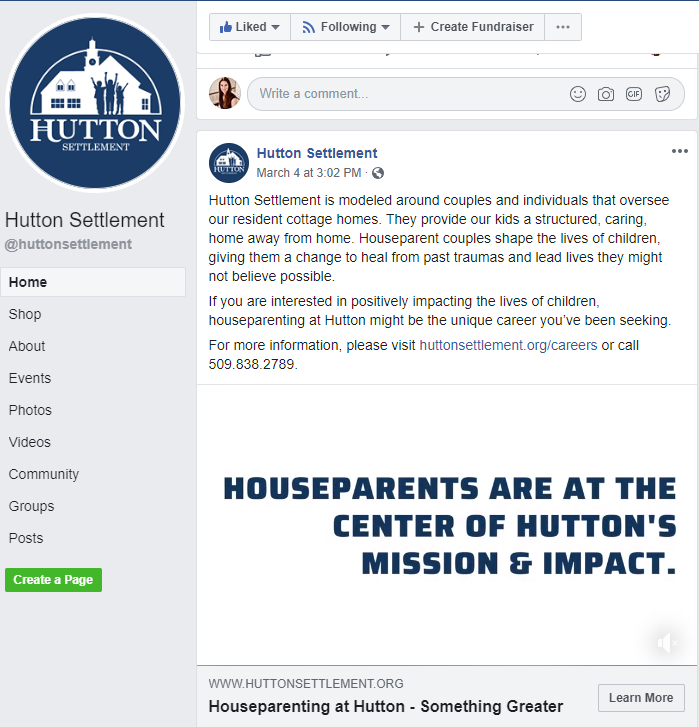 HUTTON
SETTLEMENT
Hutton Settlement
@huttonsettlement
Home
Shop
About
Events
Photos
Videos
Community
Groups
Posts
Create a Page
Liked
Following
Create Fundraiser
Write a comment...
GIF
HUTTON
Hutton Settlement
March 4 at 3:02 PM ·
Hutton Settlement is modeled around couples and individuals that oversee
our resident cottage homes. They provide our kids a structured, caring,
home away from home. Houseparent couples shape the lives of children,
giving them a change to heal from past traumas and lead lives they might
not believe possible.
If you are interested in positively impacting the lives of children,
houseparenting at Hutton might be the unique career you’ve been seeking.
For more information, please visit huttonsettlement.org/careers or call
509.838.2789.
HOUSEPARENTS ARE AT THE
CENTER OF HUTTON'S
MISSION & IMPACT.
WWW.HUTTONSETTLEMENT.ORG
Houseparenting at Hutton - Something Greater
Learn More